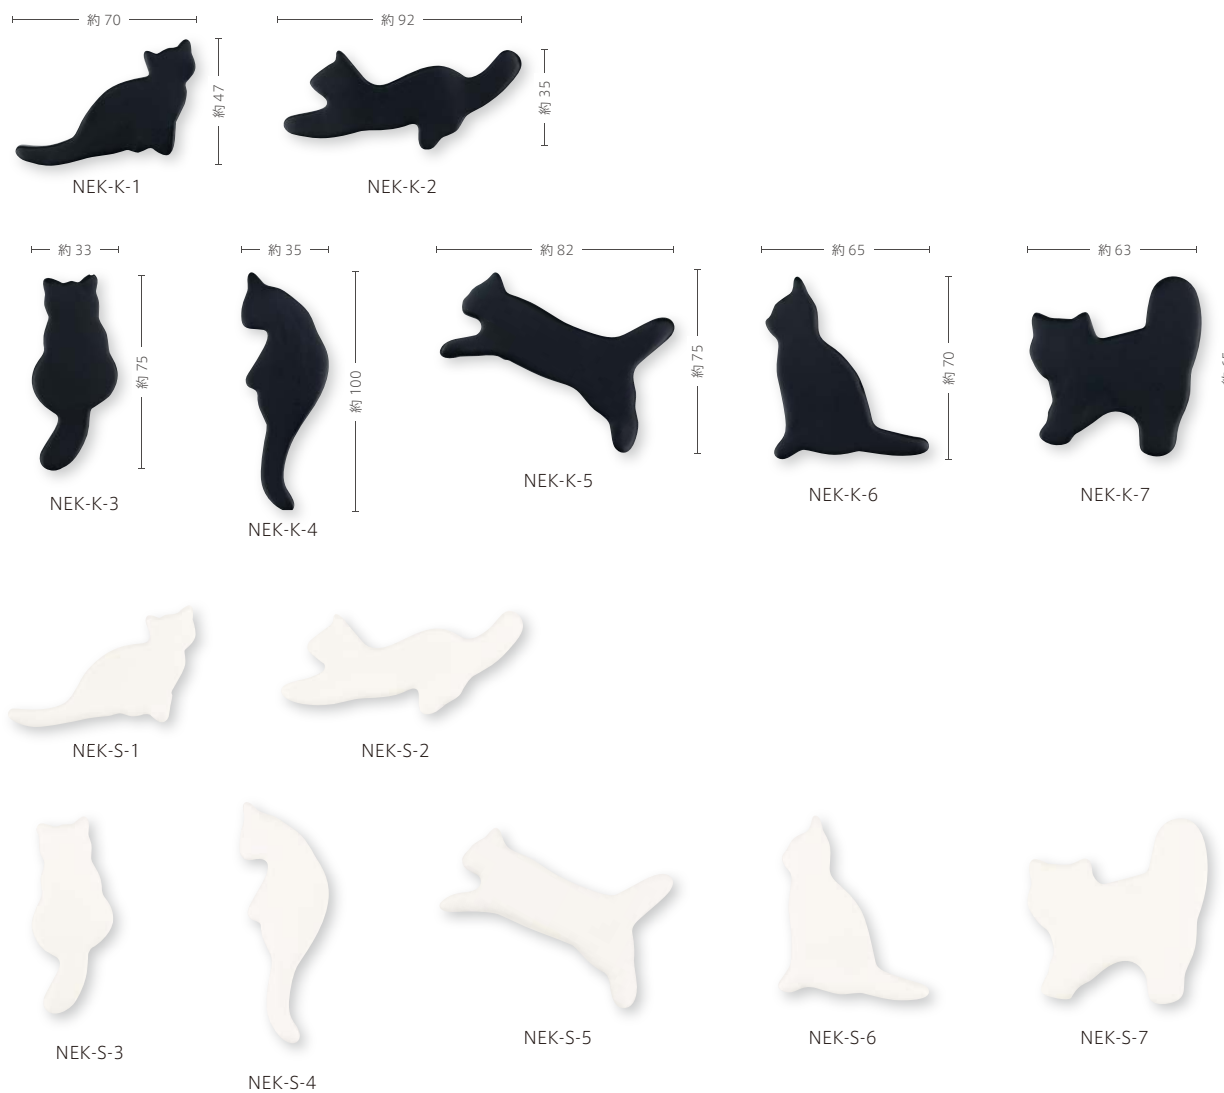 約 70
約 92
約 47
約 35
NEK-K-1
NEK-K-2
約 33
約 35
約 82
約 65
約 63
約 75
約 100
約 75
約 70
NEK-K-3
NEK-K-4
NEK-K-5
NEK-K-6
NEK-K-7
NEK-S-1
NEK-S-2
NEK-S-3
NEK-S-4
NEK-S-5
NEK-S-6
NEK-S-7